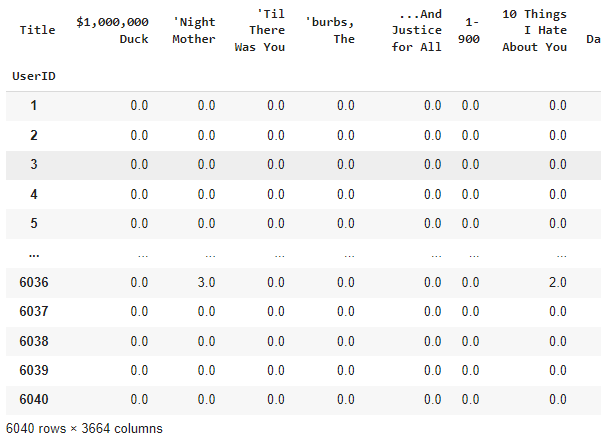 Title $1,000,000 Duck 'Night Mother 'Til There Was You 'burbs, The ...And Justice for All 1-900 10 Things I Hate About You Da
UserID
1 0.0 0.0 0.0 0.0 0.0 0.0 0.0
2 0.0 0.0 0.0 0.0 0.0 0.0 0.0
3 0.0 0.0 0.0 0.0 0.0 0.0 0.0
4 0.0 0.0 0.0 0.0 0.0 0.0 0.0
5 0.0 0.0 0.0 0.0 0.0 0.0 0.0
... ... ... ... ... ... ... ...
6036 0.0 3.0 0.0 0.0 0.0 0.0 2.0
6037 0.0 0.0 0.0 0.0 0.0 0.0 0.0
6038 0.0 0.0 0.0 0.0 0.0 0.0 0.0
6039 0.0 0.0 0.0 0.0 0.0 0.0 0.0
6040 0.0 0.0 0.0 0.0 0.0 0.0 0.0
6040 rows × 3664 columns